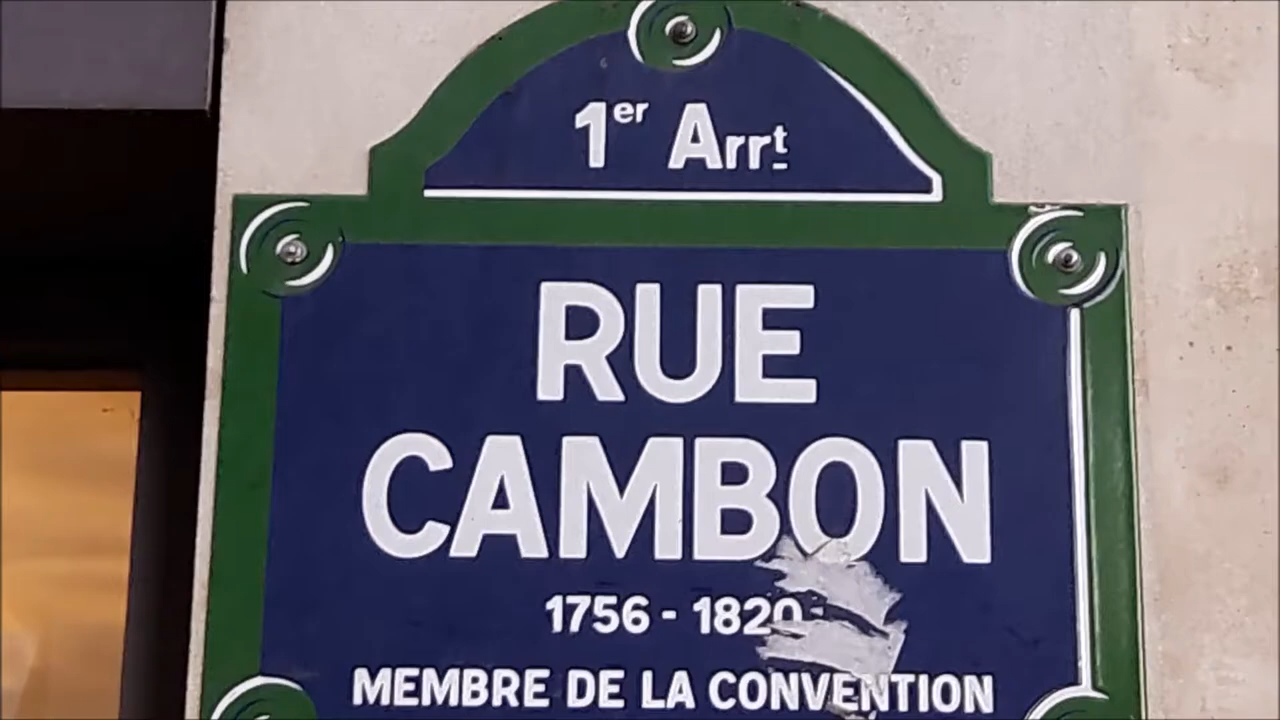 1er Arrt
RUE
CAMBON
1756 - 1820
MEMBRE DE LA CONVENTION